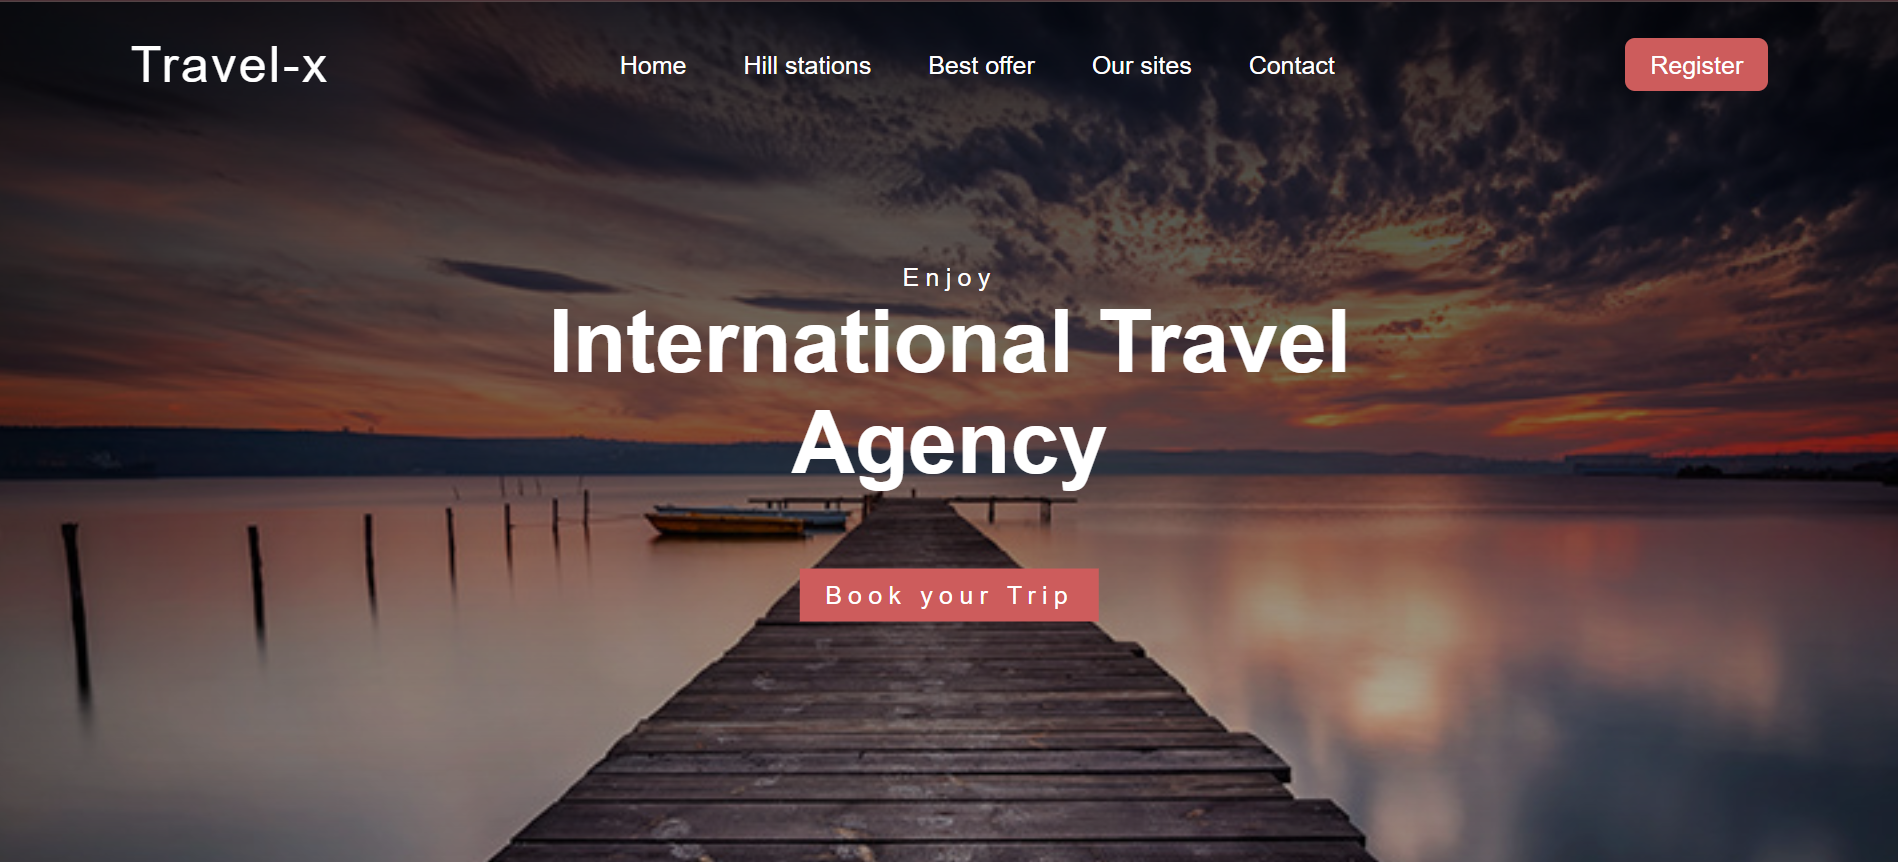 Travel-x
Home Hill stations Best offer Our sites Contact
Register
Enjoy
International Travel
Agency
Book your Trip